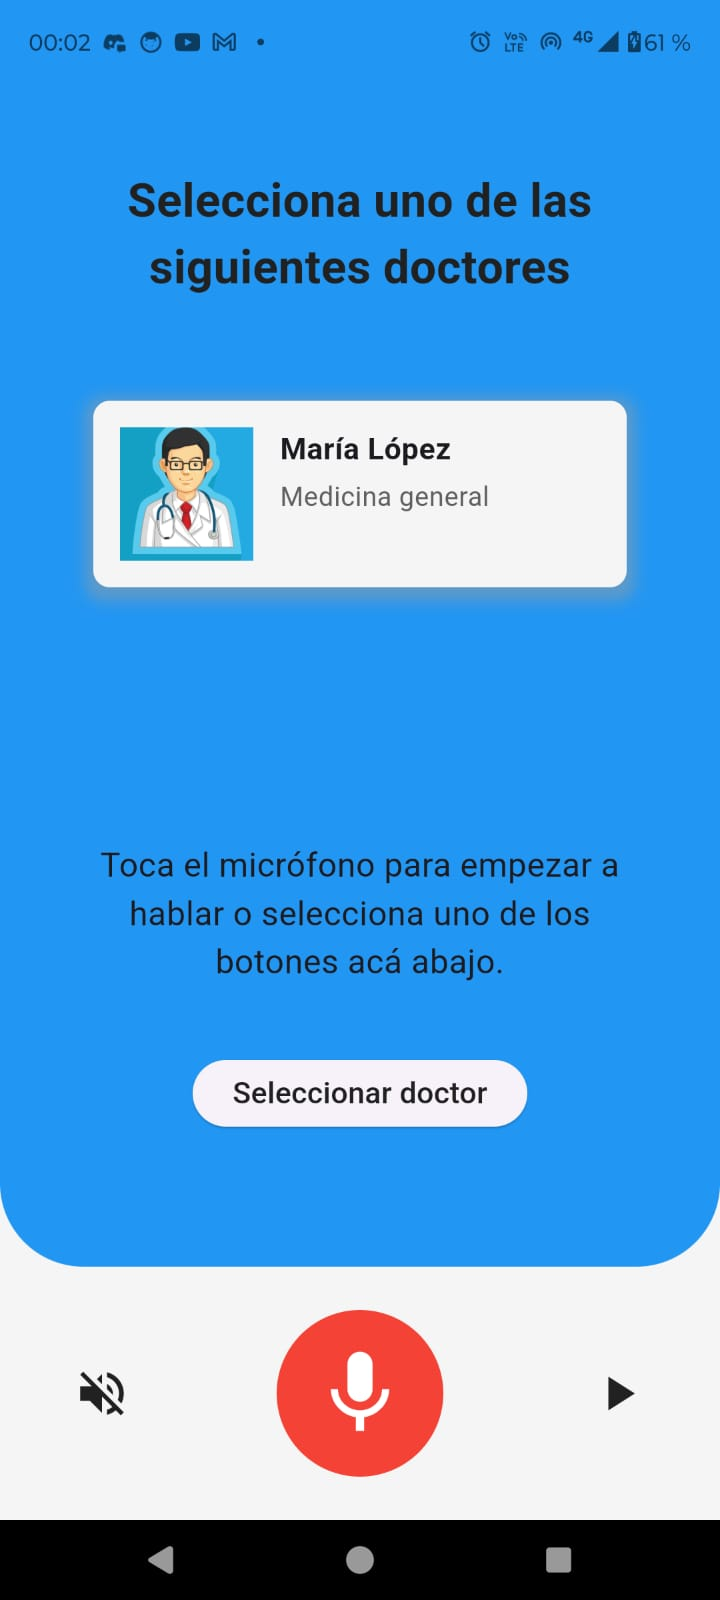 00:02 4G 61 %
VoLTE
Selecciona uno de las
siguientes doctores
María López
Medicina general
Toca el micrófono para empezar a
hablar o selecciona uno de los
botones acá abajo.
Seleccionar doctor